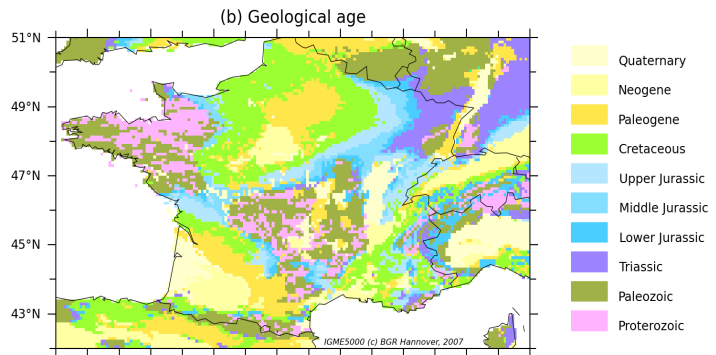 (b) Geological age
51°N
49°N
47°N
45°N
43°N
IGME5000 (c) BGR Hannover, 2007
Quaternary
Neogene
Paleogene
Cretaceous
Upper Jurassic
Middle Jurassic
Lower Jurassic
Triassic
Paleozoic
Proterozoic